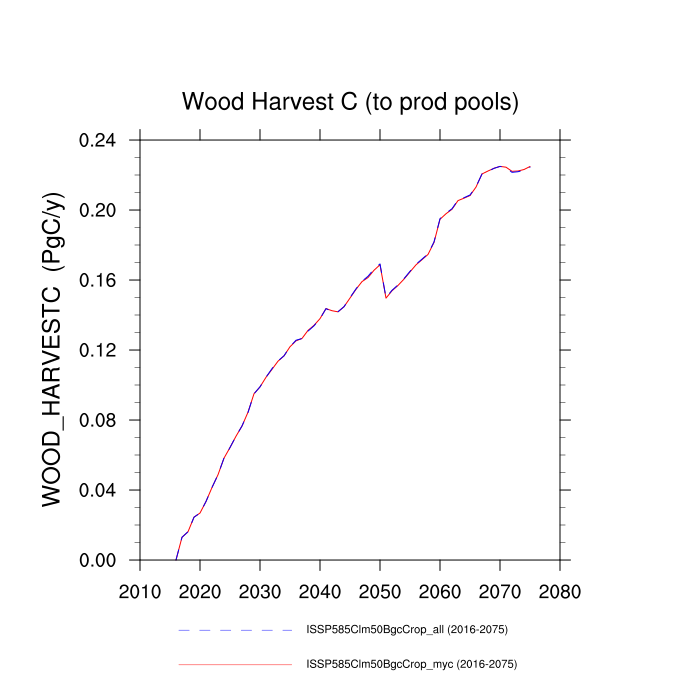 Wood Harvest C (to prod pools)
WOOD_HARVESTC (PgC/y)
0.24
0.20
0.16
0.12
0.08
0.04
0.00
2010 2020 2030 2040 2050 2060 2070 2080
ISSP585Clm50BgcCrop_all (2016-2075)
ISSP585Clm50BgcCrop_myc (2016-2075)